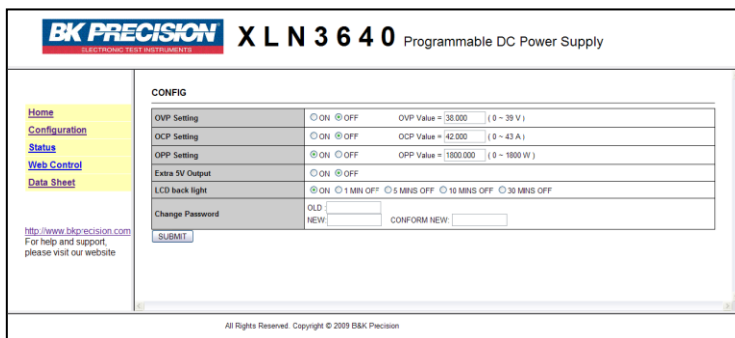 BK PRECISION
ELECTRONIC TEST INSTRUMENTS
XLN3640 Programmable DC Power Supply
Home
Configuration
Status
Web Control
Data Sheet
http://www.bkprecision.com
For help and support,
please visit our website
CONFIG
OVP Setting ON OFF OVP Value = 38.000 ( 0 ~ 39 V )
OCP Setting ON OFF OCP Value = 42.000 ( 0 ~ 43 A )
OPP Setting ON OFF OPP Value = 1800.000 ( 0 ~ 1800 W )
Extra 5V Output ON OFF
LCD back light ON 1 MIN OFF 5 MINS OFF 10 MINS OFF 30 MINS OFF
Change Password
OLD :
NEW: CONFORM NEW:
SUBMIT
All Rights Reserved. Copyright © 2009 B&K Precision